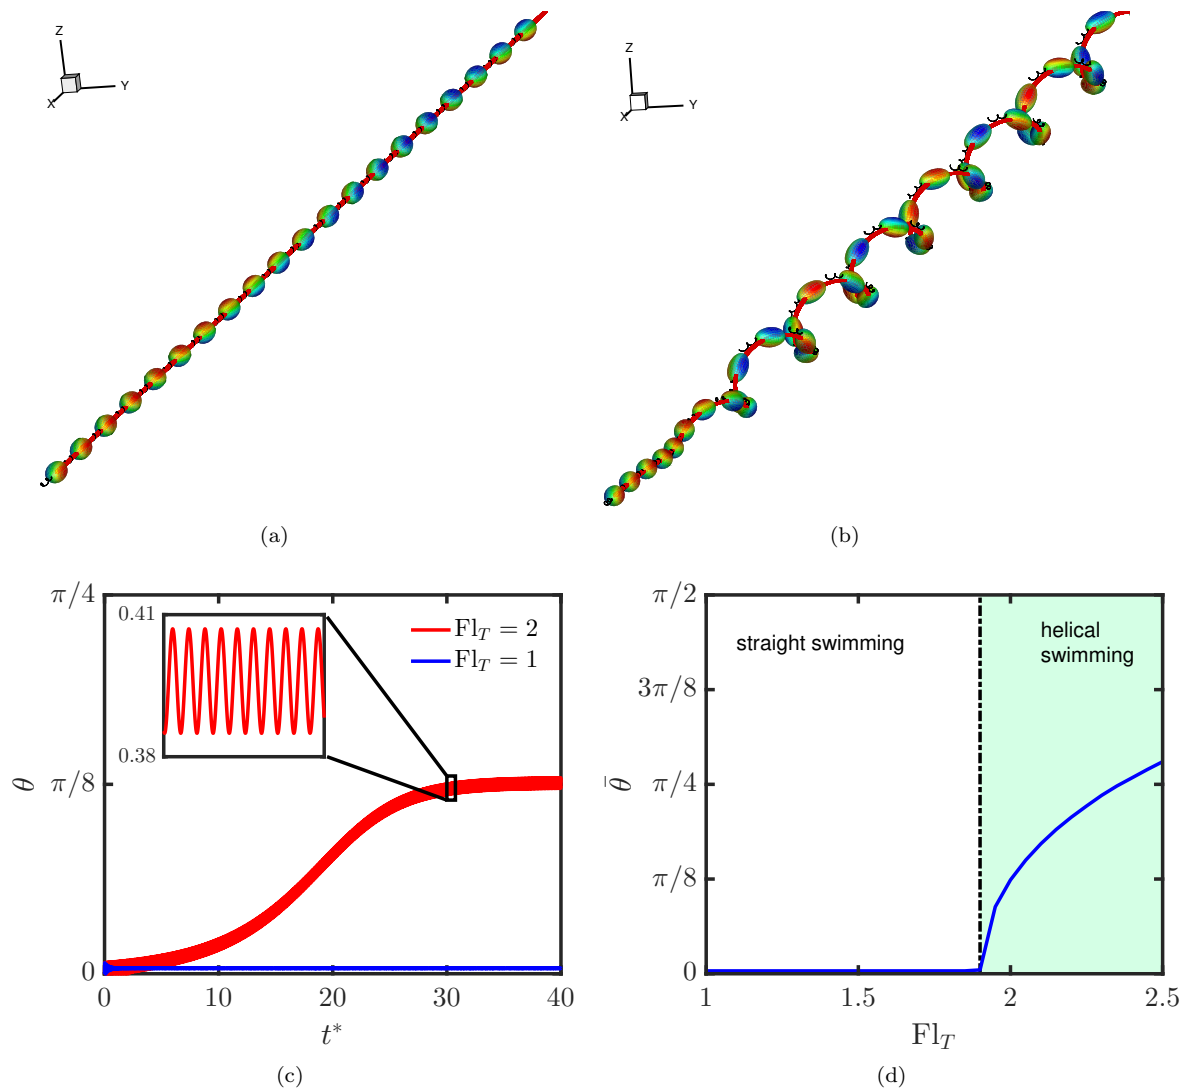 Z
Y
X
Z
Y
X
(a)
(b)
π/4
0.41
Fl_T = 2
Fl_T = 1
0.38
π/8
θ
0
0 10 20 30 40
t*
(c)
π/2
straight swimming
helical
swimming
3π/8
π/4
θ̄
π/8
0
1 1.5 2 2.5
Fl_T
(d)